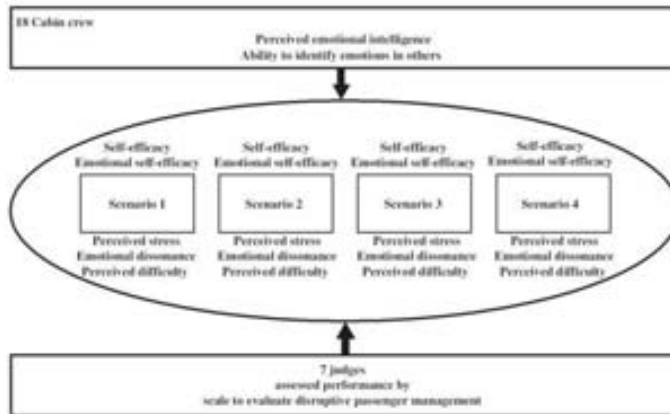 18 Cabin crew
Perceived emotional intelligence
Ability to identify emotions in others
Self-efficacy
Emotional self-efficacy
Scenario 1
Perceived stress
Emotional dissonance
Perceived difficulty
Self-efficacy
Emotional self-efficacy
Scenario 2
Perceived stress
Emotional dissonance
Perceived difficulty
Self-efficacy
Emotional self-efficacy
Scenario 3
Perceived stress
Emotional dissonance
Perceived difficulty
Self-efficacy
Emotional self-efficacy
Scenario 4
Perceived stress
Emotional dissonance
Perceived difficulty
7 judges
assessed performance by
scale to evaluate disruptive passenger management